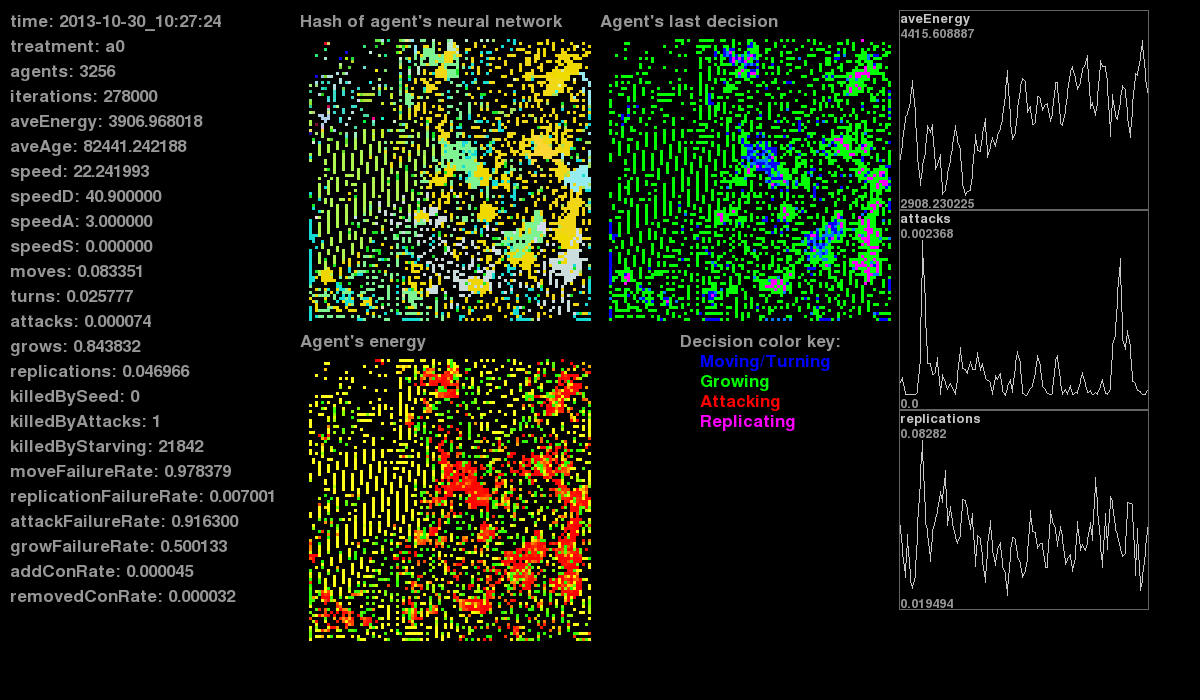 time: 2013-10-30_10:27:24
treatment: a0
agents: 3256
iterations: 278000
aveEnergy: 3906.968018
aveAge: 82441.242188
speed: 22.241993
speedD: 40.900000
speedA: 3.000000
speedS: 0.000000
moves: 0.083351
turns: 0.025777
attacks: 0.000074
grows: 0.843832
replications: 0.046966
killedBySeed: 0
killedByAttacks: 1
killedByStarving: 21842
moveFailureRate: 0.978379
replicationFailureRate: 0.007001
attackFailureRate: 0.916300
growFailureRate: 0.500133
addConRate: 0.000045
removedConRate: 0.000032
Hash of agent's neural network
Agent's last decision
Agent's energy
Decision color key:
Moving/Turning
Growing
Attacking
Replicating
aveEnergy
4415.608887
2908.230225
attacks
0.002368
0.0
replications
0.08282
0.019494